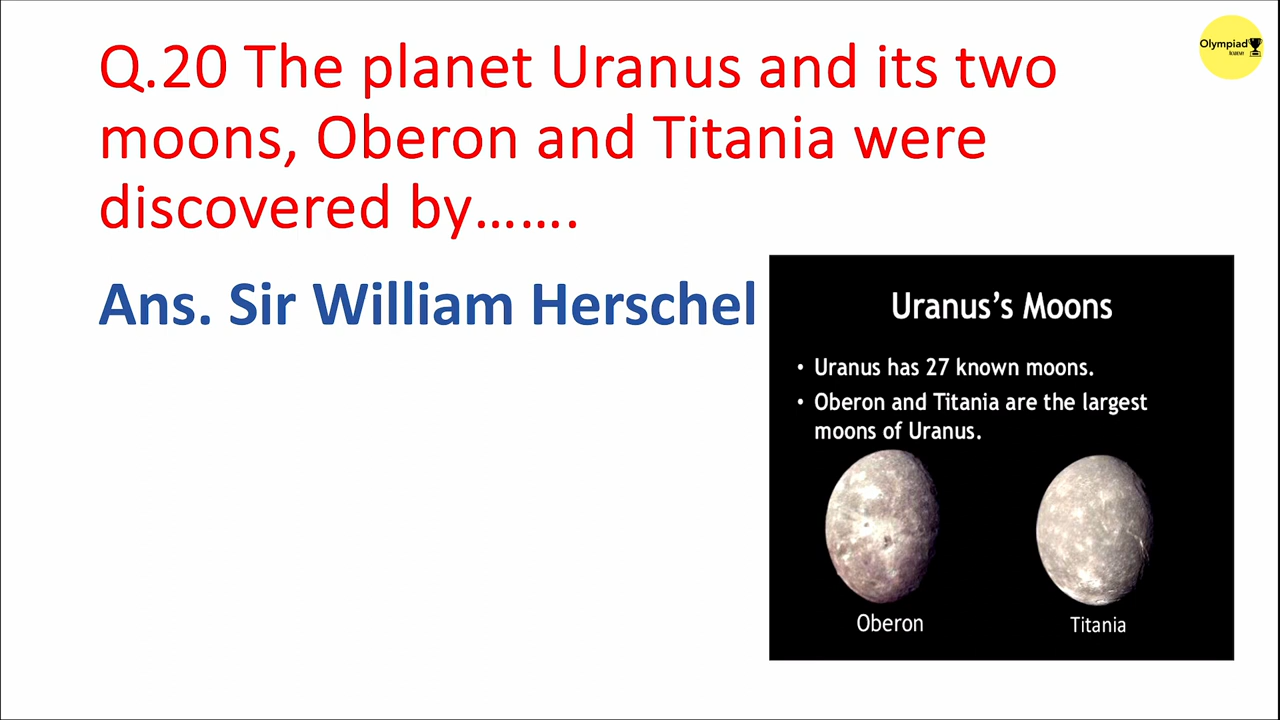 Q.20 The planet Uranus and its two
moons, Oberon and Titania were
discovered by…….
Ans. Sir William Herschel
Olympiad
Uranus's Moons
• Uranus has 27 known moons.
• Oberon and Titania are the largest
moons of Uranus.
Oberon
Titania